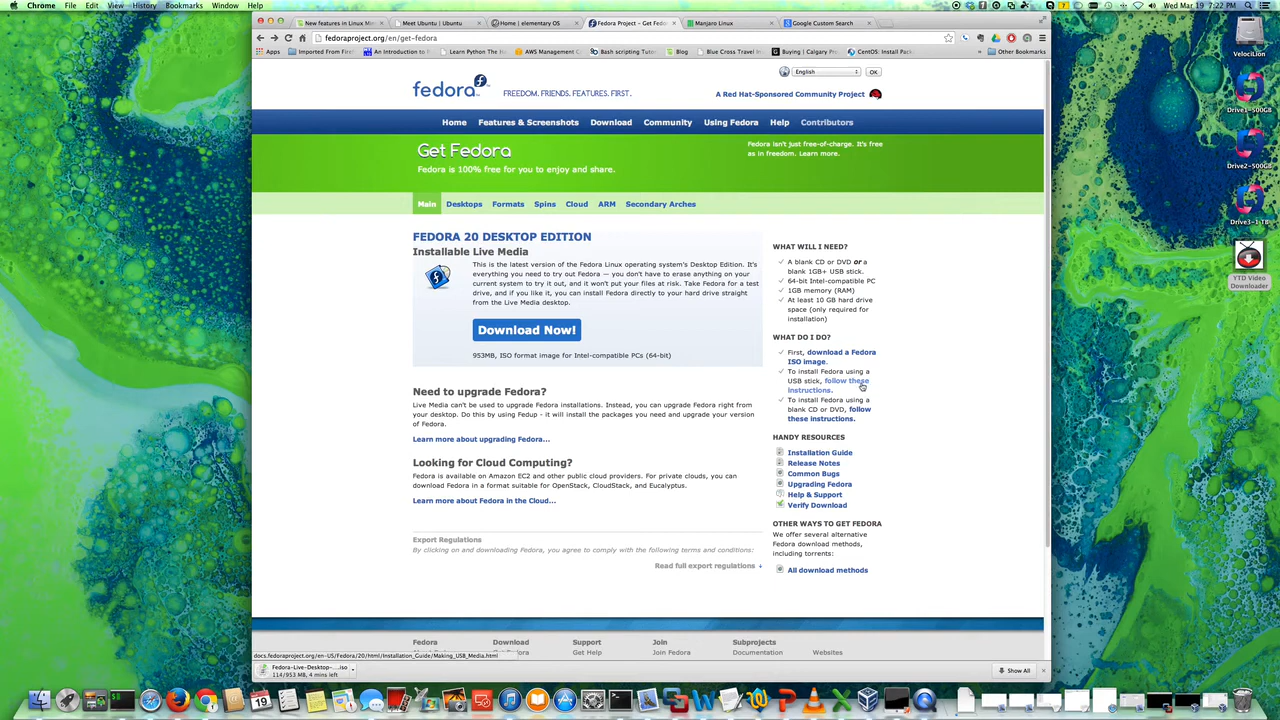 Chrome File Edit View History Bookmarks Window Help
Wed Mar 19 7:22 PM
New features in Linux Min
Meet Ubuntu | Ubuntu
Home | elementary OS
Fedora Project - Get Fedor
Manjaro Linux
Google Custom Search
fedoraproject.org/en/get-fedora
Apps
Imported From Firef
An Introduction to
Learn Python The Ha
AWS Management C
Bash scripting Tuto
Blog
Blue Cross Travel In
Buying | Calgary Pr
CentOS: Install Pack
Other Bookmarks
English
OK
fedora
FREEDOM. FRIENDS. FEATURES. FIRST.
A Red Hat-Sponsored Community Project
Home Features & Screenshots Download Community Using Fedora Help Contributors
Get Fedora
Fedora is 100% free for you to enjoy and share.
Fedora isn't just free-of-charge. It's free
as in freedom. Learn more.
Main Desktops Formats Spins Cloud ARM Secondary Arches
FEDORA 20 DESKTOP EDITION
Installable Live Media
This is the latest version of the Fedora Linux operating system's Desktop Edition. It's
everything you need to try out Fedora — you don't have to erase anything on your
current system to try it out, and it won't put your files at risk. Take Fedora for a test
drive, and if you like it, you can install Fedora directly to your hard drive straight
from the Live Media desktop.
Download Now!
953MB, ISO format image for Intel-compatible PCs (64-bit)
Need to upgrade Fedora?
Live Media can't be used to upgrade Fedora installations. Instead, you can upgrade Fedora right from
your desktop. Do this by using Fedup - it will install the packages you need and upgrade your version
of Fedora.
Learn more about upgrading Fedora...
Looking for Cloud Computing?
Fedora is available on Amazon EC2 and other public cloud providers. For private clouds, you can
download Fedora in a format suitable for OpenStack, CloudStack, and Eucalyptus.
Learn more about Fedora in the Cloud...
Export Regulations
By clicking on and downloading Fedora, you agree to comply with the following terms and conditions:
Read full export regulations ↓
WHAT WILL I NEED?
A blank CD or DVD or a
blank 1GB+ USB stick.
64-bit Intel-compatible PC
1GB memory (RAM)
At least 10 GB hard drive
space (only required for
installation)
WHAT DO I DO?
First, download a Fedora
ISO image.
To install Fedora using a
USB stick, follow these
instructions.
To install Fedora using a
blank CD or DVD, follow
these instructions.
HANDY RESOURCES
Installation Guide
Release Notes
Common Bugs
Upgrading Fedora
Help & Support
Verify Download
OTHER WAYS TO GET FEDORA
We offer several alternative
Fedora download methods,
including torrents:
All download methods
Fedora Download Support Join Subprojects
Get Help Join Fedora Documentation Websites
docs.fedoraproject.org/en-US/Fedora/20/html/Installation_Guide/Making_USB_Media.html
Fedora-Live-Desktop-....iso
114/953 MB, 4 mins left
Show All
VelociLion
Drive1-500GB
Drive2-500GB
Drive3-1 TB
YTD Video
Downloader
19